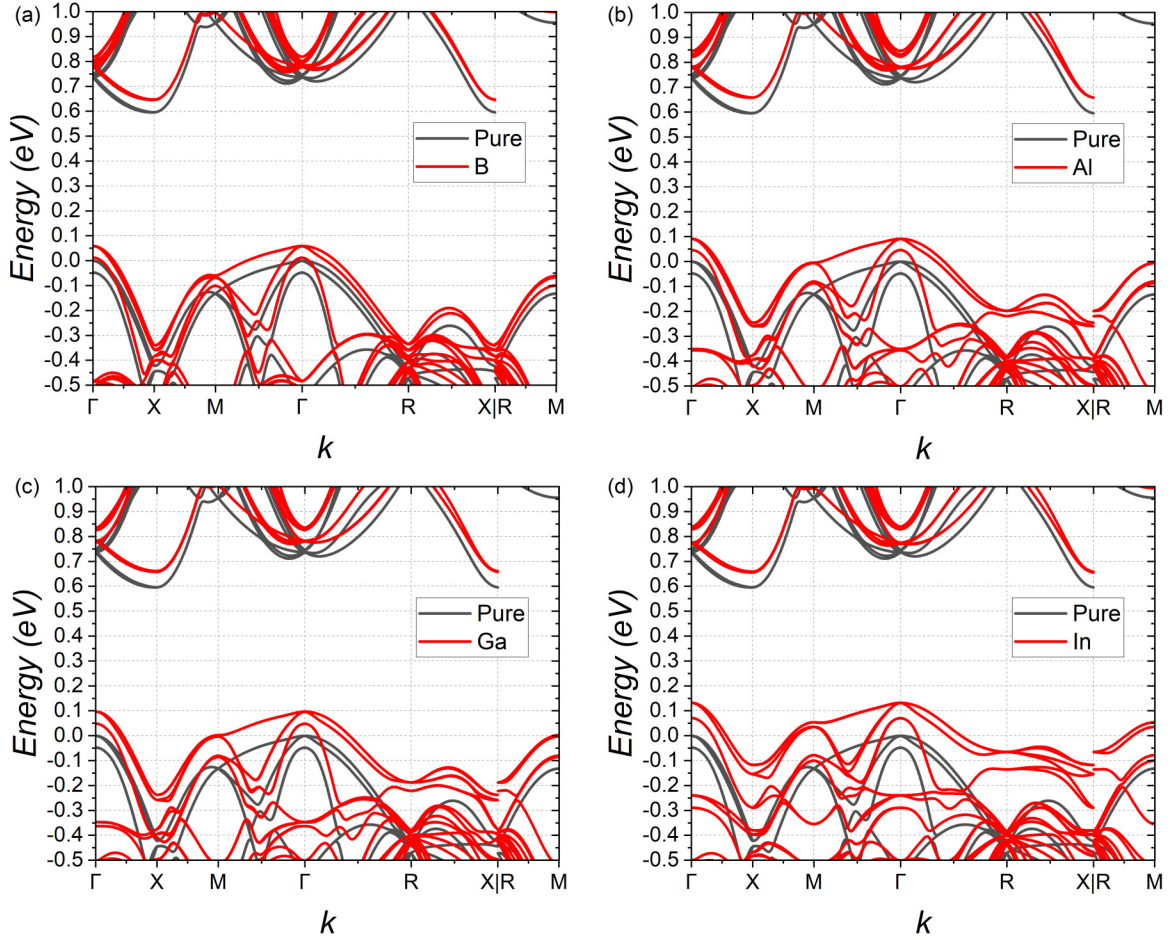 (a)
1.0
0.9
0.8
0.7
0.6
0.5
0.4
0.3
0.2
0.1
0.0
-0.1
-0.2
-0.3
-0.4
-0.5
Energy (eV)
Pure
B
Γ X M Γ R X|R M
k
(b)
1.0
0.9
0.8
0.7
0.6
0.5
0.4
0.3
0.2
0.1
0.0
-0.1
-0.2
-0.3
-0.4
-0.5
Energy (eV)
Pure
Al
Γ X M Γ R X|R M
k
(c)
1.0
0.9
0.8
0.7
0.6
0.5
0.4
0.3
0.2
0.1
0.0
-0.1
-0.2
-0.3
-0.4
-0.5
Energy (eV)
Pure
Ga
Γ X M Γ R X|R M
k
(d)
1.0
0.9
0.8
0.7
0.6
0.5
0.4
0.3
0.2
0.1
0.0
-0.1
-0.2
-0.3
-0.4
-0.5
Energy (eV)
Pure
In
Γ X M Γ R X|R M
k